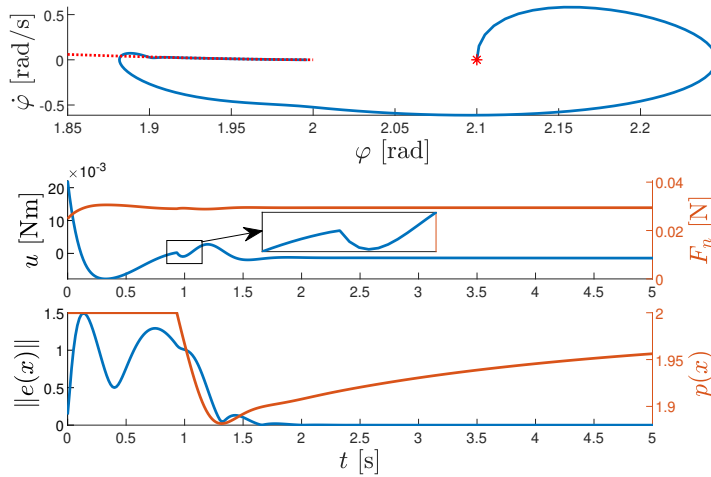 0.5
0
-0.5
φ̇ [rad/s]
1.85 1.9 1.95 2 2.05 2.1 2.15 2.2
φ [rad]
×10⁻³
20
10
0
u [Nm]
0.04
0.02
0
Fₙ [N]
0 0.5 1 1.5 2 2.5 3 3.5 4 4.5 5
1.5
1
0.5
0
||e(x)||
2
1.95
1.9
1.85
p(x)
0 0.5 1 1.5 2 2.5 3 3.5 4 4.5 5
t [s]